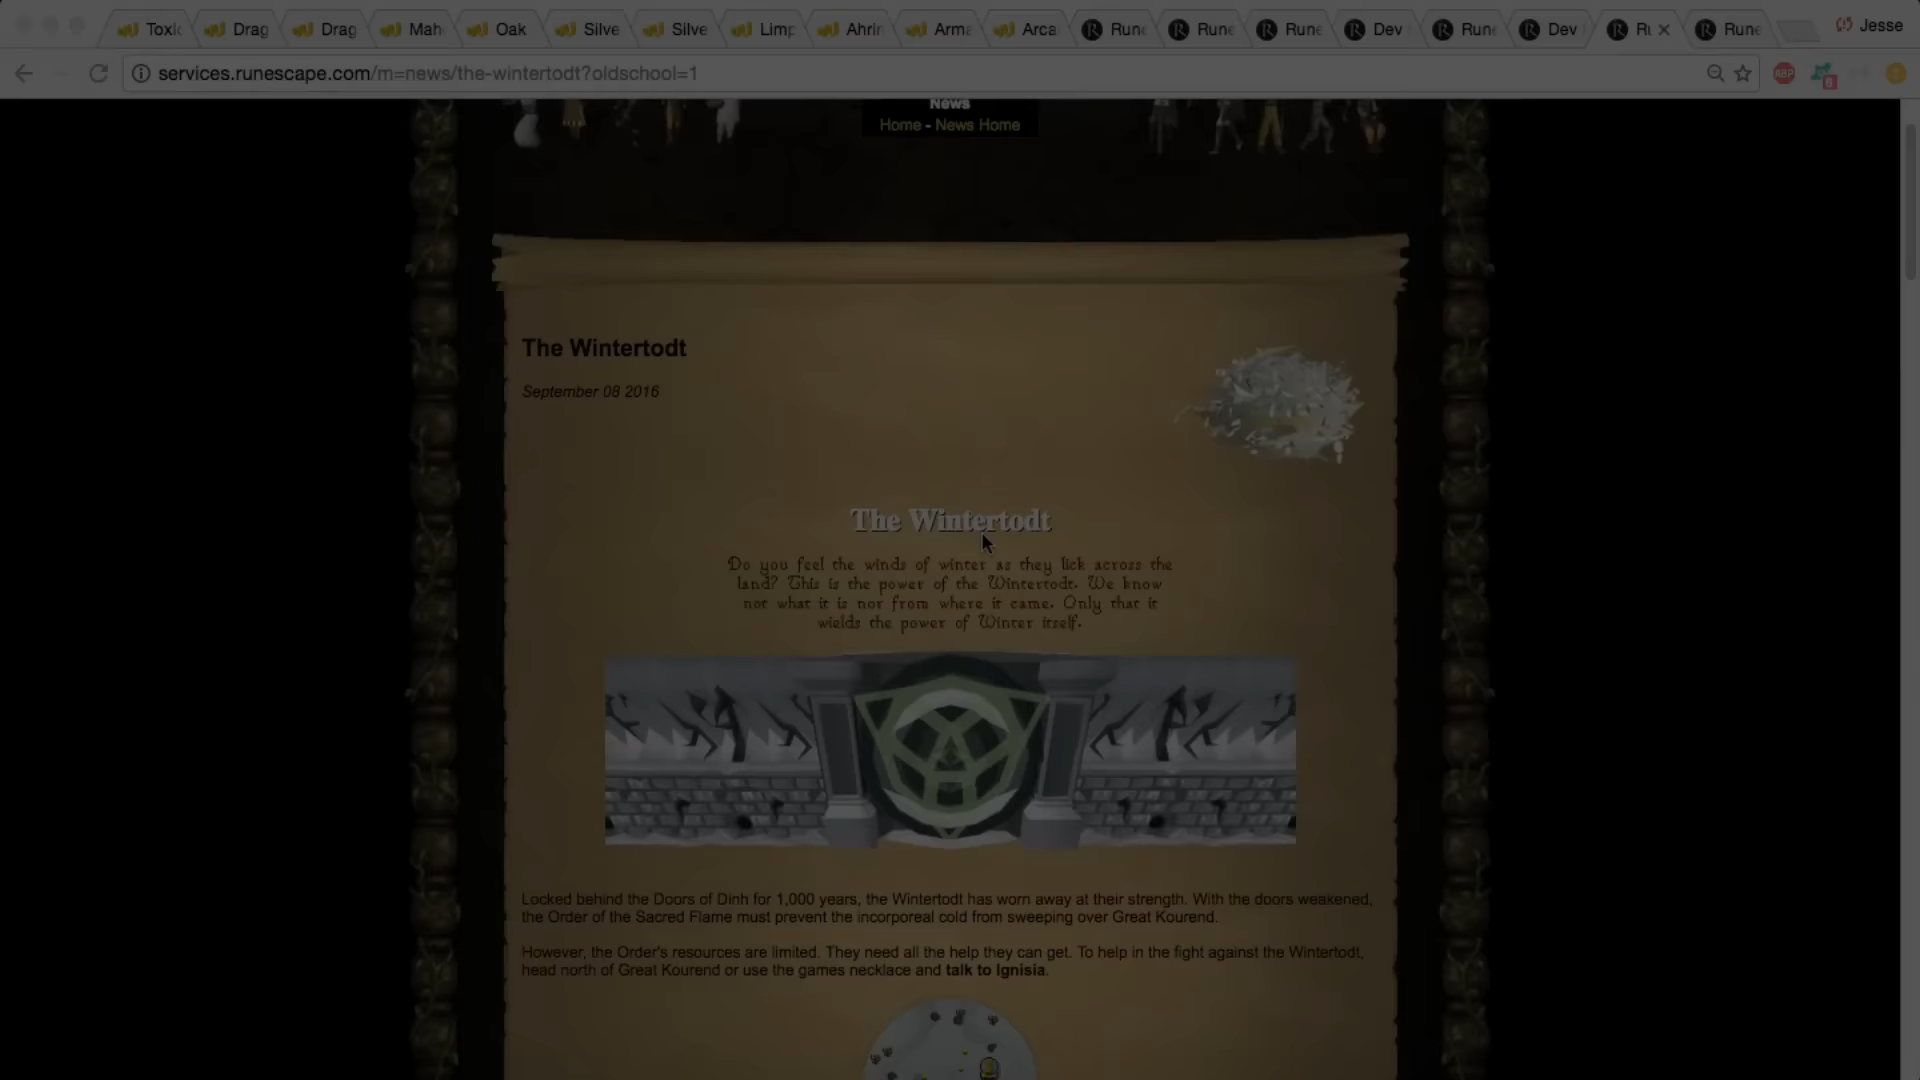 Toxic
Drag
Drag
Mah
Oak
Silve
Silve
Limp
Ahrim
Arma
Arca
Rune
Rune
Rune
Dev
Rune
Dev
Ru
Rune
Jesse
services.runescape.com/m=news/the-wintertodt?oldschool=1
ABP
News
Home - News Home
The Wintertodt
September 08 2016
The Wintertodt
Do you feel the winds of winter as they lick across the
land? This is the power of the Wintertodt. We know
not what it is nor from where it came. Only that it
wields the power of Winter itself.
Locked behind the Doors of Dinh for 1,000 years, the Wintertodt has worn away at their strength. With the doors weakened,
the Order of the Sacred Flame must prevent the incorporeal cold from sweeping over Great Kourend.
However, the Order's resources are limited. They need all the help they can get. To help in the fight against the Wintertodt,
head north of Great Kourend or use the games necklace and talk to Ignisia.